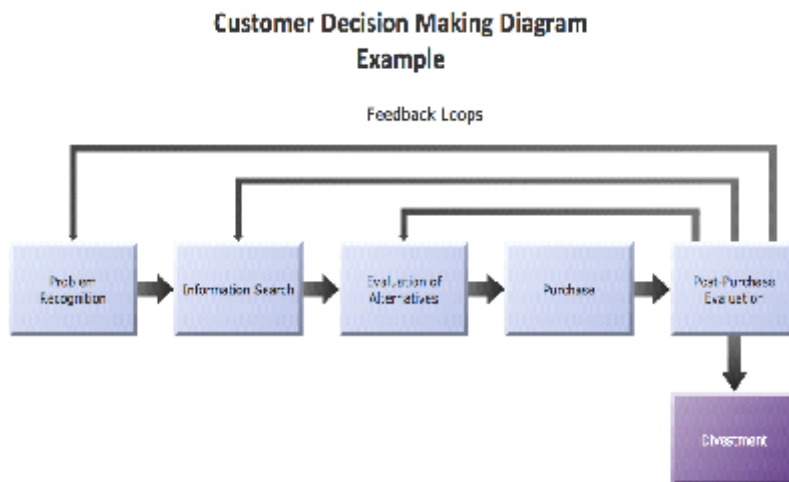 Customer Decision Making Diagram
Example
Feedback Loops
Problem
Recognition
Information Search
Evaluation of
Alternatives
Purchase
Post-Purchase
Evaluation
Divestment